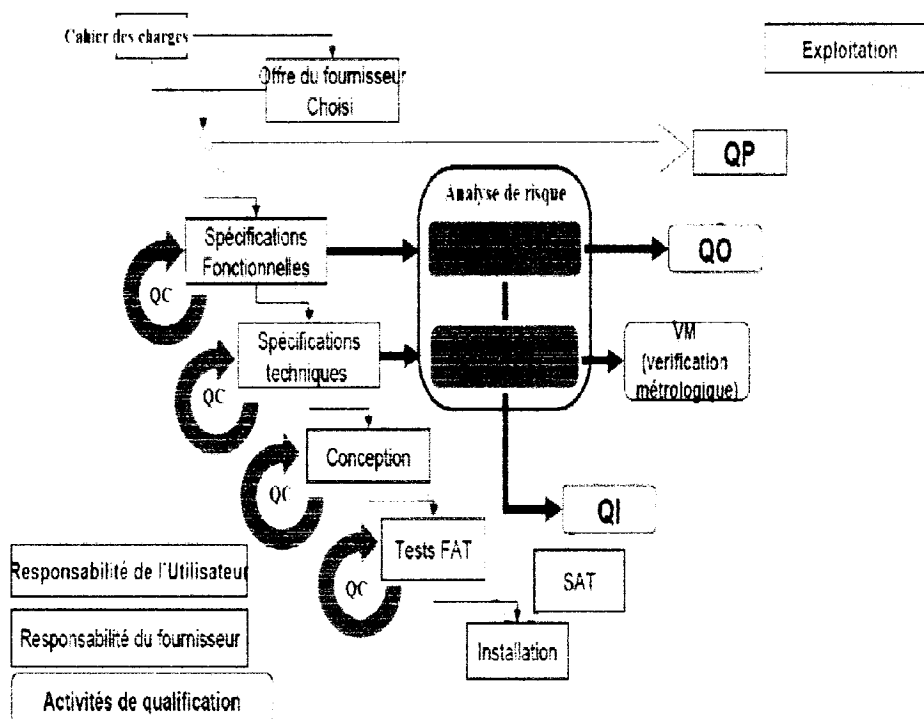 Cahier des charges
Exploitation
Offre du fournisseur
Choisi
QP
Analyse de risque
Spécifications
Fonctionnelles
QO
QC
Spécifications
techniques
VM
(verification
métrologique)
QC
Conception
QC
QI
Tests FAT
QC
SAT
Installation
Responsabilité de l'Utilisateur
Responsabilité du fournisseur
Activités de qualification